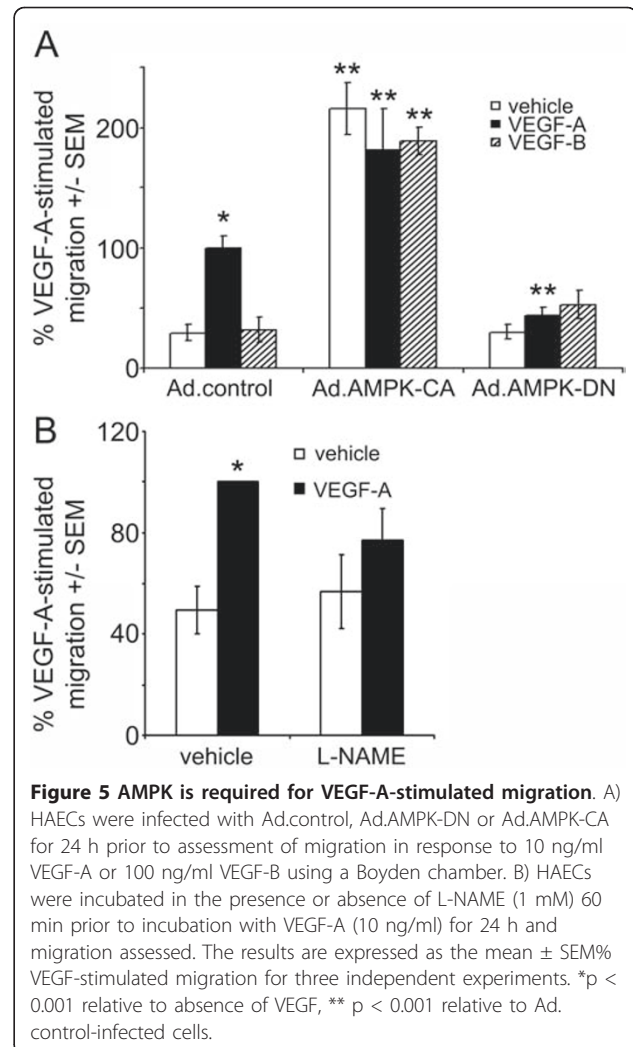 A
% VEGF-A-stimulated
migration +/- SEM
200
100
0
**
**
**
*
**
vehicle
VEGF-A
VEGF-B
Ad.control
Ad.AMPK-CA
Ad.AMPK-DN
B
% VEGF-A-stimulated
migration +/- SEM
120
80
40
0
*
vehicle
VEGF-A
vehicle
L-NAME
Figure 5 AMPK is required for VEGF-A-stimulated migration. A)
HAECs were infected with Ad.control, Ad.AMPK-DN or Ad.AMPK-CA
for 24 h prior to assessment of migration in response to 10 ng/ml
VEGF-A or 100 ng/ml VEGF-B using a Boyden chamber. B) HAECs
were incubated in the presence or absence of L-NAME (1 mM) 60
min prior to incubation with VEGF-A (10 ng/ml) for 24 h and
migration assessed. The results are expressed as the mean ± SEM%
VEGF-stimulated migration for three independent experiments. *p <
0.001 relative to absence of VEGF, ** p < 0.001 relative to Ad.
control-infected cells.